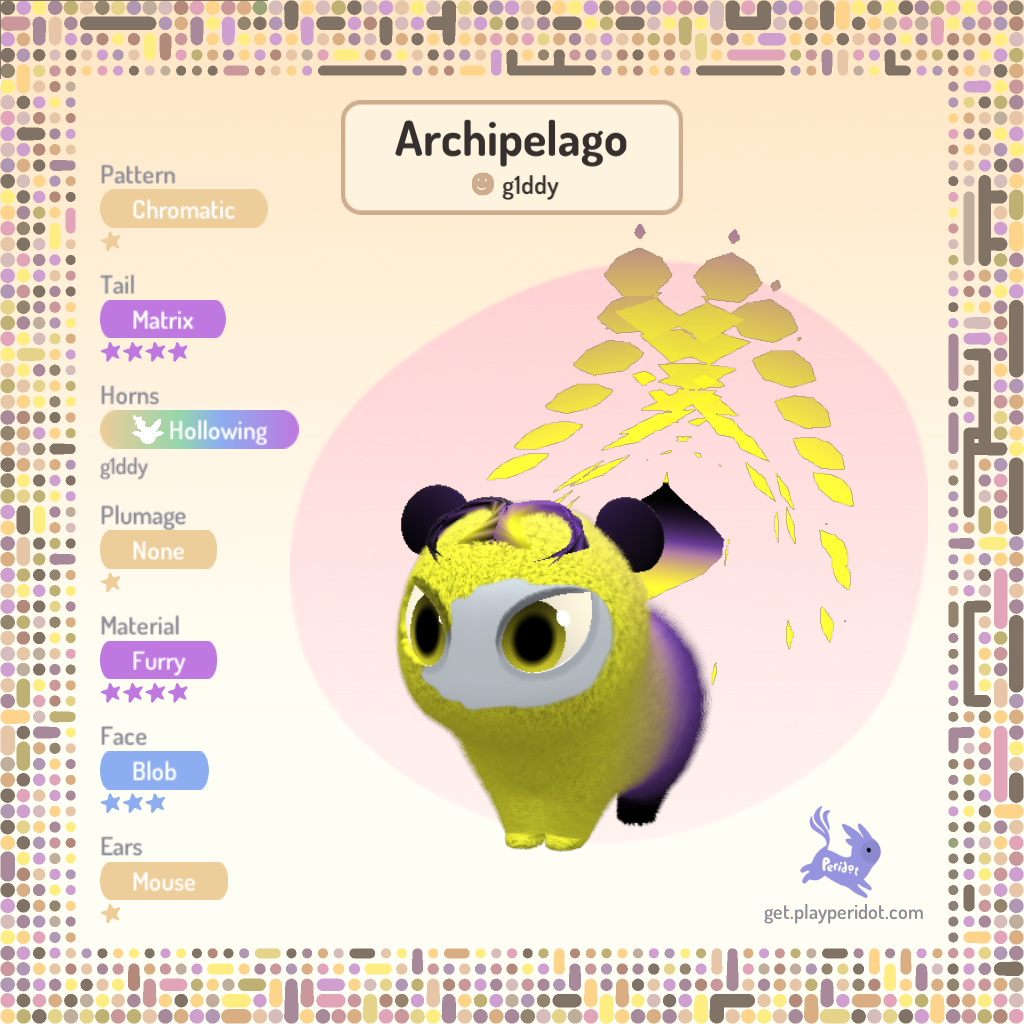 Archipelago
g1ddy
Pattern
Chromatic
Tail
Matrix
Horns
Hollowing
g1ddy
Plumage
None
Material
Furry
Face
Blob
Ears
Mouse
Peridot
get.playperidot.com